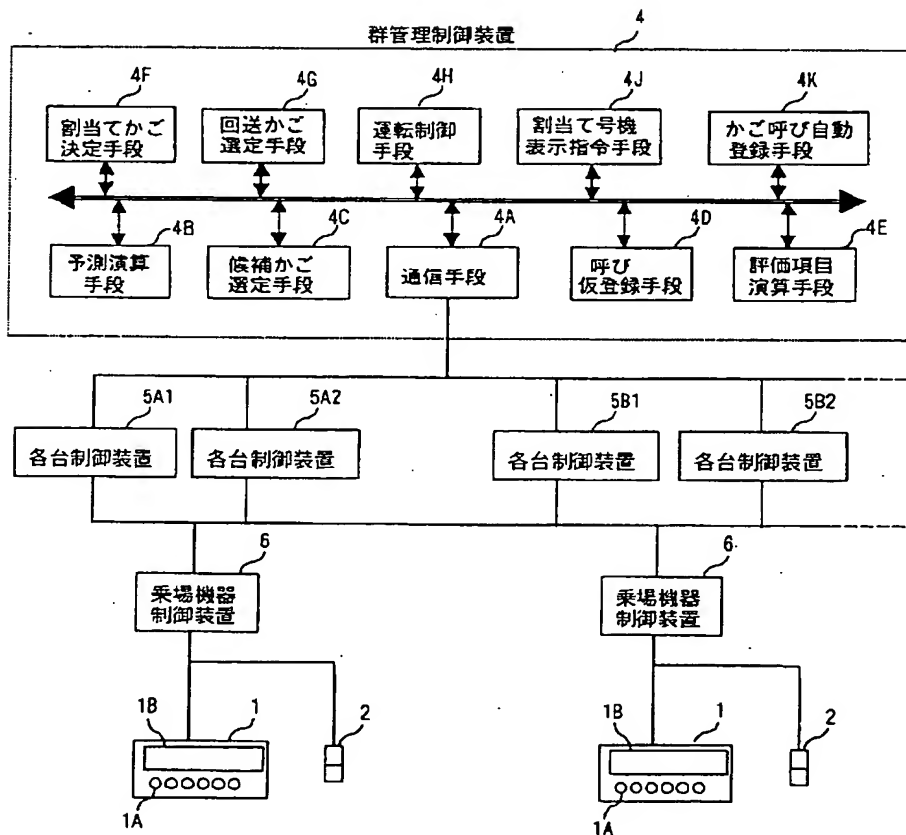 群管理制御装置
4
4F
4G
4H
4J
4K
割当てかご
決定手段
回送かご
選定手段
運転制御
手段
割当て号機
表示指令手段
かご呼び自動
登録手段
4B
4C
4A
4D
4E
予測演算
手段
候補かご
選定手段
通信手段
呼び
仮登録手段
評価項目
演算手段
5A1
5A2
5B1
5B2
各台制御装置
各台制御装置
各台制御装置
各台制御装置
6
6
乗場機器
制御装置
乗場機器
制御装置
1B
1
2
1B
1
2
1A
1A